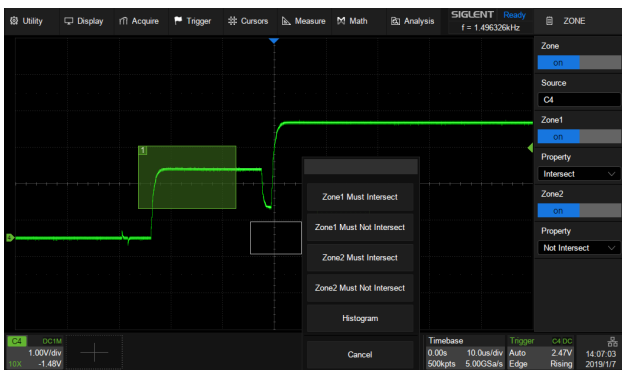 Utility Display Acquire Trigger Cursors Measure Math Analysis SIGLENT Ready
f = 1.496326kHz
ZONE
Zone
on
Source
C4
Zone1
on
Property
Intersect
Zone2
on
Property
Not Intersect
1
4
Zone1 Must Intersect
Zone1 Must Not Intersect
Zone2 Must Intersect
Zone2 Must Not Intersect
Histogram
Cancel
C4 DC1M
1.00V/div
10X -1.48V
Timebase
0.00s 10.0us/div
500kpts 5.00GSa/s
Trigger C4 DC
Auto 2.47V
Edge Rising
14:07:03
2019/1/7